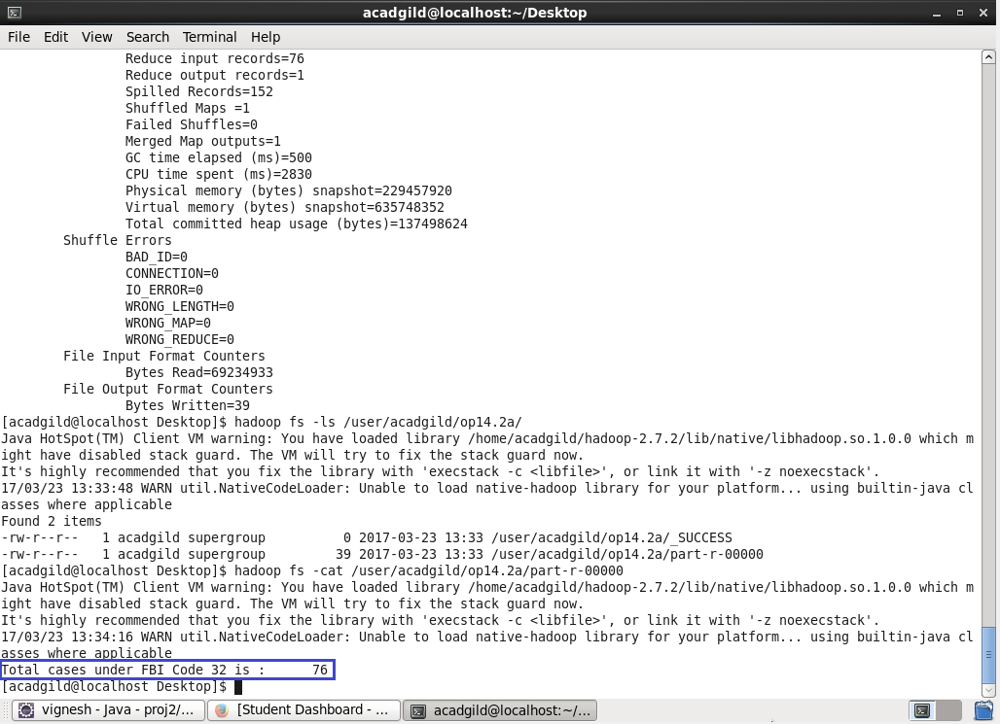 acadgild@localhost:~/Desktop
File Edit View Search Terminal Help
Reduce input records=76
Reduce output records=1
Spilled Records=152
Shuffled Maps =1
Failed Shuffles=0
Merged Map outputs=1
GC time elapsed (ms)=500
CPU time spent (ms)=2830
Physical memory (bytes) snapshot=229457920
Virtual memory (bytes) snapshot=635748352
Total committed heap usage (bytes)=137498624
Shuffle Errors
BAD_ID=0
CONNECTION=0
IO_ERROR=0
WRONG_LENGTH=0
WRONG_MAP=0
WRONG_REDUCE=0
File Input Format Counters
Bytes Read=69234933
File Output Format Counters
Bytes Written=39
[acadgild@localhost Desktop]$ hadoop fs -ls /user/acadgild/op14.2a/
Java HotSpot(TM) Client VM warning: You have loaded library /home/acadgild/hadoop-2.7.2/lib/native/libhadoop.so.1.0.0 which m
ight have disabled stack guard. The VM will try to fix the stack guard now.
It's highly recommended that you fix the library with 'execstack -c <libfile>', or link it with '-z noexecstack'.
17/03/23 13:33:48 WARN util.NativeCodeLoader: Unable to load native-hadoop library for your platform... using builtin-java cl
asses where applicable
Found 2 items
-rw-r--r-- 1 acadgild supergroup 0 2017-03-23 13:33 /user/acadgild/op14.2a/_SUCCESS
-rw-r--r-- 1 acadgild supergroup 39 2017-03-23 13:33 /user/acadgild/op14.2a/part-r-00000
[acadgild@localhost Desktop]$ hadoop fs -cat /user/acadgild/op14.2a/part-r-00000
Java HotSpot(TM) Client VM warning: You have loaded library /home/acadgild/hadoop-2.7.2/lib/native/libhadoop.so.1.0.0 which m
ight have disabled stack guard. The VM will try to fix the stack guard now.
It's highly recommended that you fix the library with 'execstack -c <libfile>', or link it with '-z noexecstack'.
17/03/23 13:34:16 WARN util.NativeCodeLoader: Unable to load native-hadoop library for your platform... using builtin-java cl
asses where applicable
Total cases under FBI Code 32 is : 76
[acadgild@localhost Desktop]$
vignesh - Java - proj2/... [Student Dashboard - ... acadgild@localhost:~/...